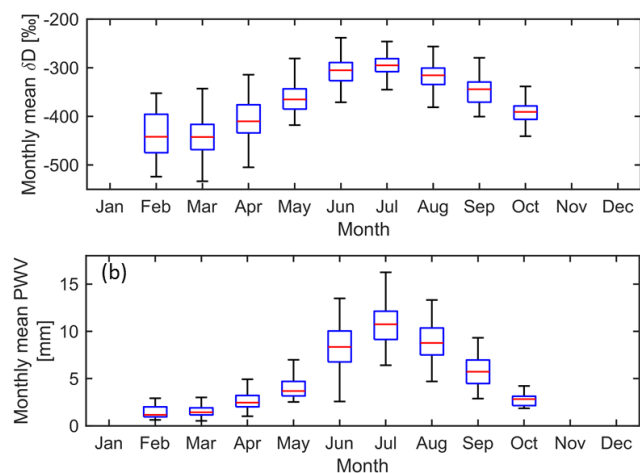 -200
-300
-400
-500
Monthly mean δD [‰]
Jan Feb Mar Apr May Jun Jul Aug Sep Oct Nov Dec
Month
(b)
15
10
5
0
Monthly mean PWV
[mm]
Jan Feb Mar Apr May Jun Jul Aug Sep Oct Nov Dec
Month